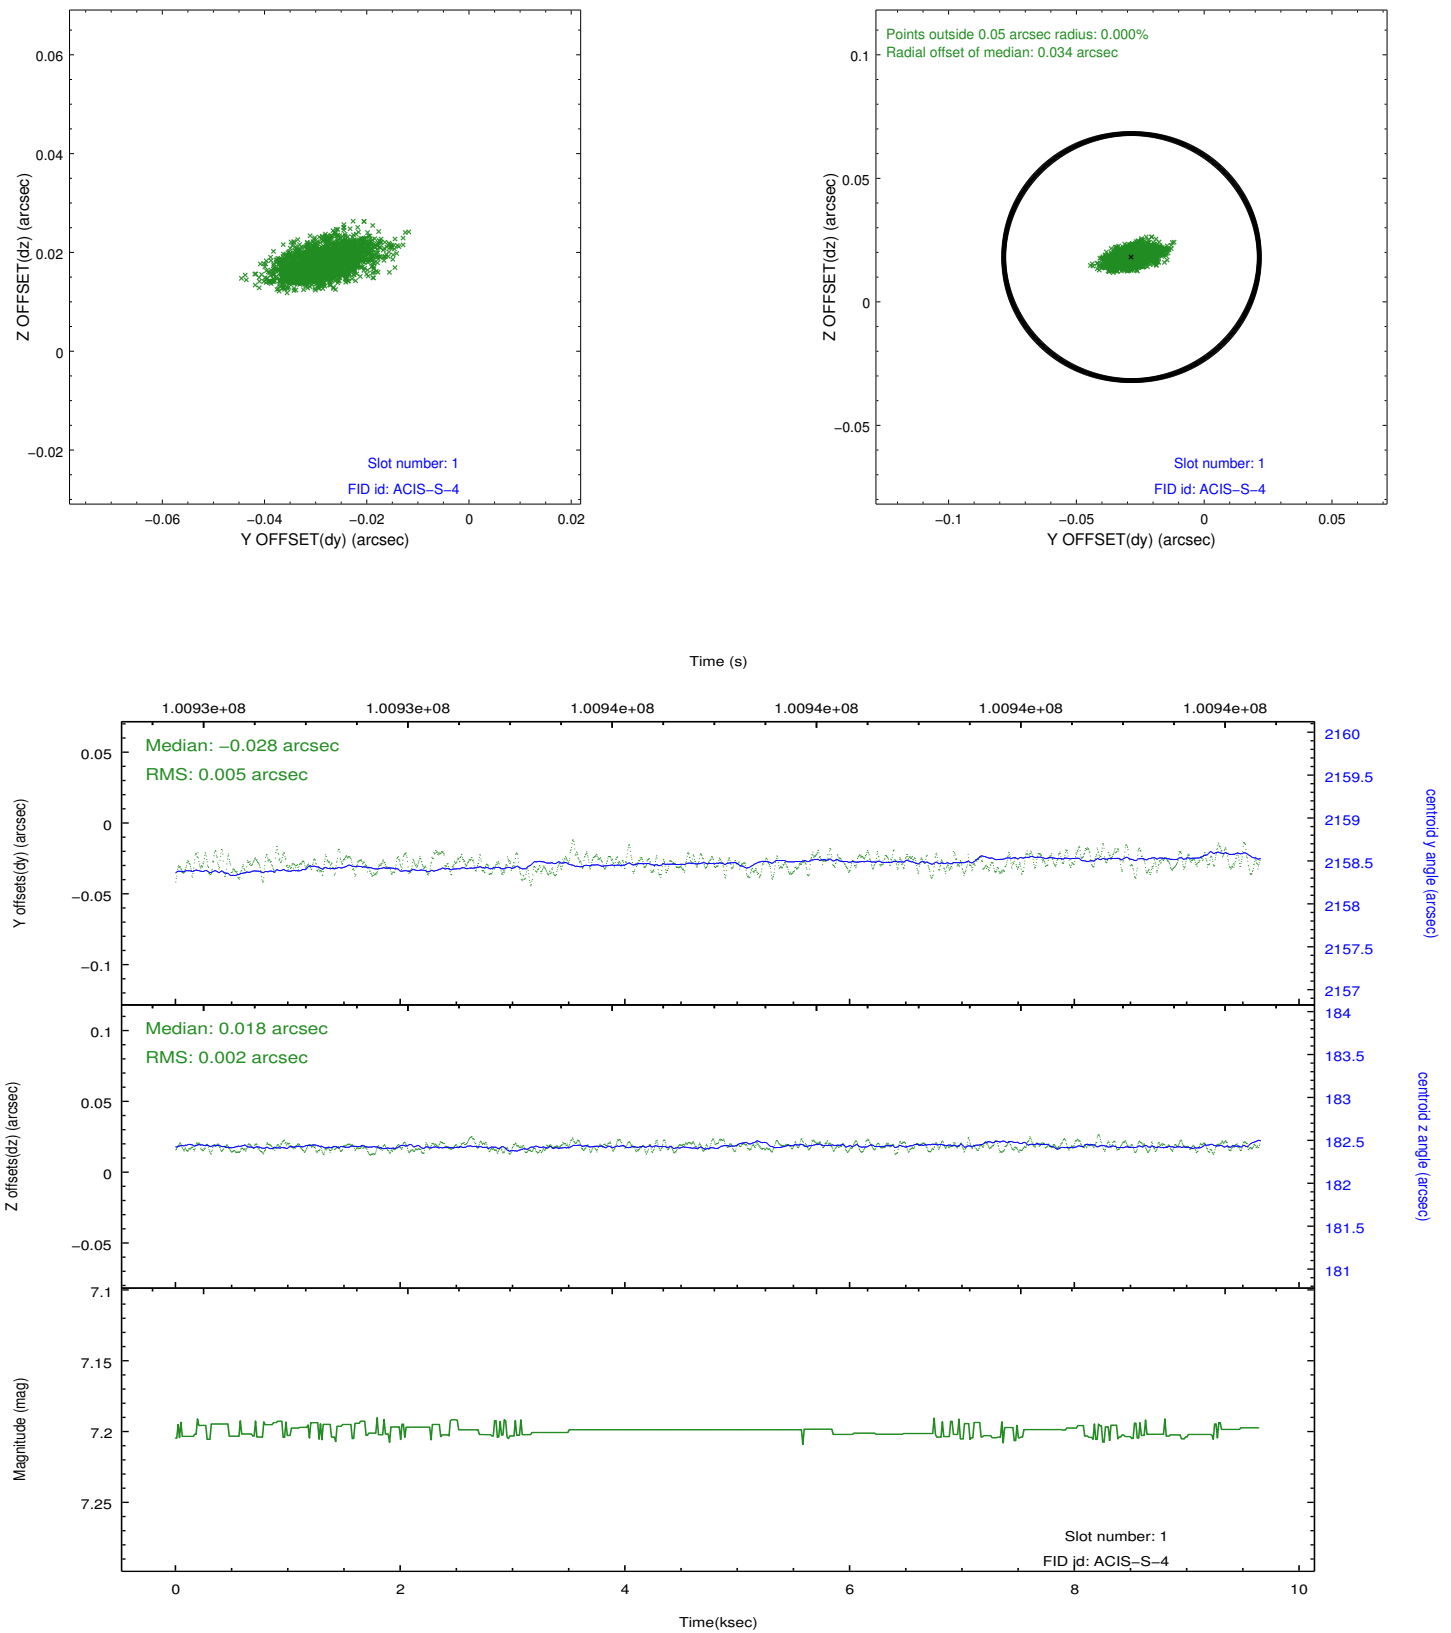 0.06
0.04
0.02
0
−0.02
Z OFFSET(dz) (arcsec)
Slot number: 1
FID id: ACIS−S−4
−0.06 −0.04 −0.02 0 0.02
Y OFFSET(dy) (arcsec)
Points outside 0.05 arcsec radius: 0.000%
Radial offset of median: 0.034 arcsec
0.1
0.05
0
−0.05
Z OFFSET(dz) (arcsec)
Slot number: 1
FID id: ACIS−S−4
−0.1 −0.05 0 0.05
Y OFFSET(dy) (arcsec)
Time (s)
1.0093e+08 1.0093e+08 1.0094e+08 1.0094e+08 1.0094e+08 1.0094e+08
Median: −0.028 arcsec
RMS: 0.005 arcsec
0.05
0
−0.05
−0.1
Y offsets(dy) (arcsec)
2160
2159.5
2159
2158.5
2158
2157.5
2157
centroid y angle (arcsec)
Median: 0.018 arcsec
RMS: 0.002 arcsec
0.1
0.05
0
−0.05
Z offsets(dz) (arcsec)
184
183.5
183
182.5
182
181.5
181
centroid z angle (arcsec)
7.1
7.15
7.2
7.25
Magnitude (mag)
Slot number: 1
FID id: ACIS−S−4
0 2 4 6 8 10
Time(ksec)